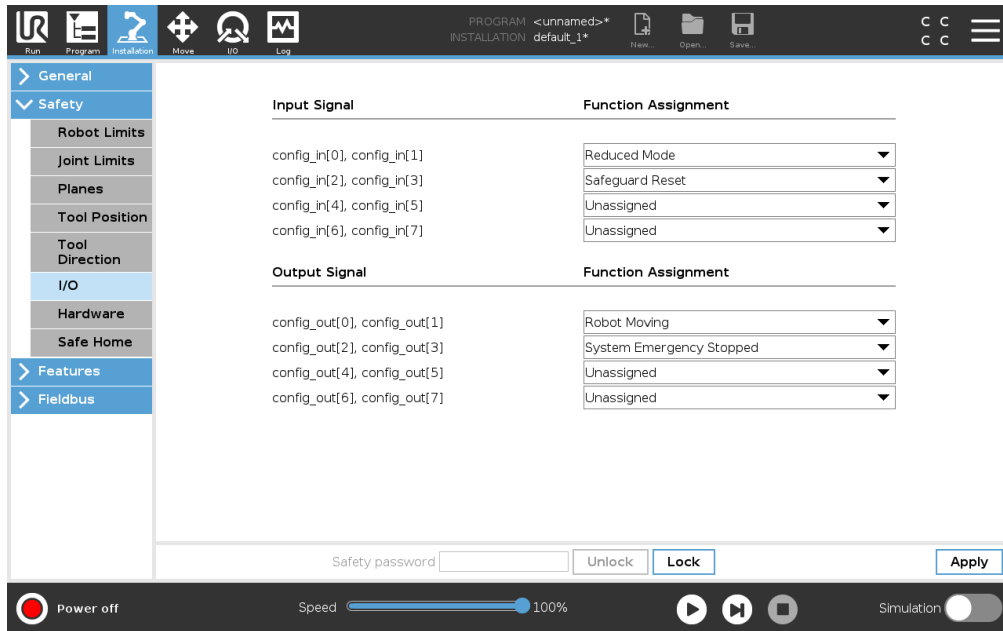 PROGRAM <unnamed>*
INSTALLATION default_1*
UR
Run
Program
Installation
Move
I/O
Log
New...
Open...
Save...
C C
C C
General
Safety
Robot Limits
Joint Limits
Planes
Tool Position
Tool
Direction
I/O
Hardware
Safe Home
Features
Fieldbus
Input Signal Function Assignment
config_in[0], config_in[1] Reduced Mode
config_in[2], config_in[3] Safeguard Reset
config_in[4], config_in[5] Unassigned
config_in[6], config_in[7] Unassigned
Output Signal Function Assignment
config_out[0], config_out[1] Robot Moving
config_out[2], config_out[3] System Emergency Stopped
config_out[4], config_out[5] Unassigned
config_out[6], config_out[7] Unassigned
Safety password Unlock Lock Apply
Power off Speed 100% Simulation